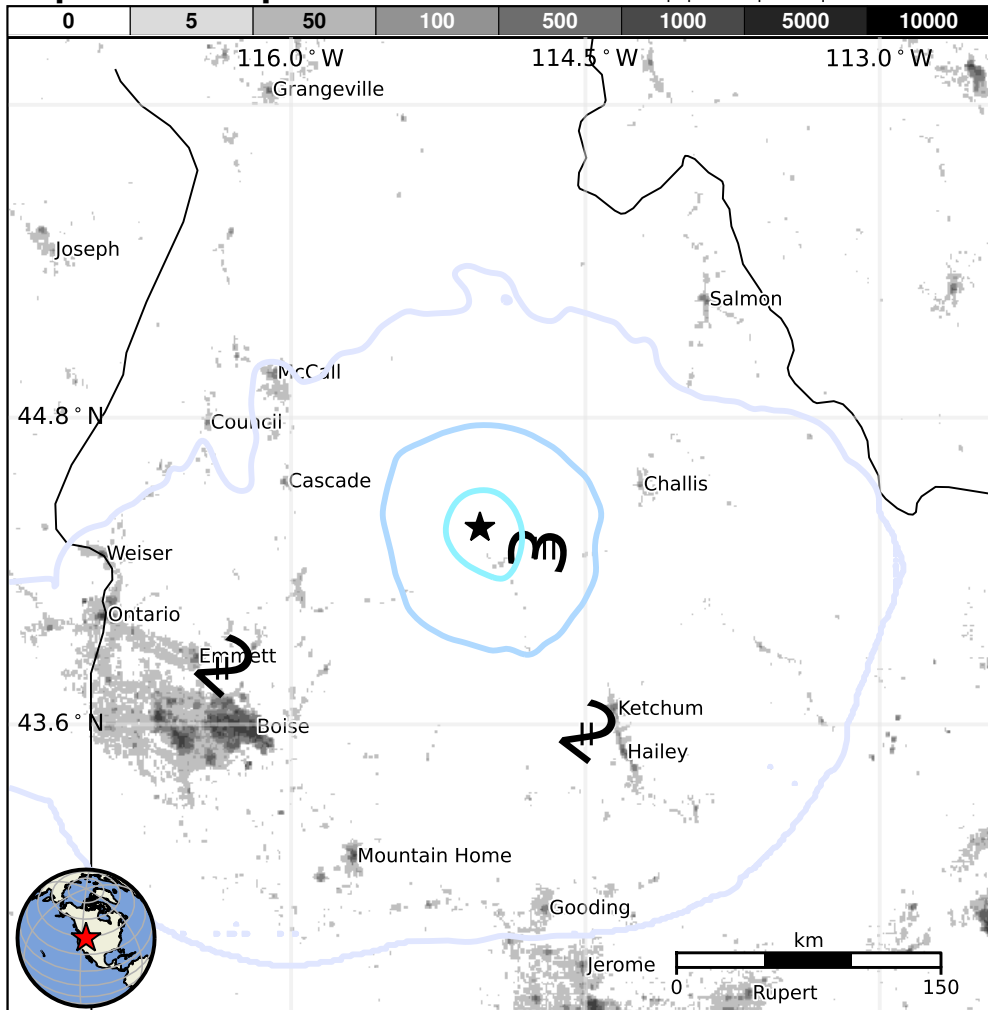 0 5 50 100 500 1000 5000 10000
116.0°W 114.5°W 113.0°W
Grangeville
Joseph
Salmon
McCall
44.8°N
Council
Cascade
Challis
Weiser
Ontario
Emmett
Ketchum
43.6°N
Boise
Hailey
Mountain Home
Gooding
km
Jerome
0 150
Rupert